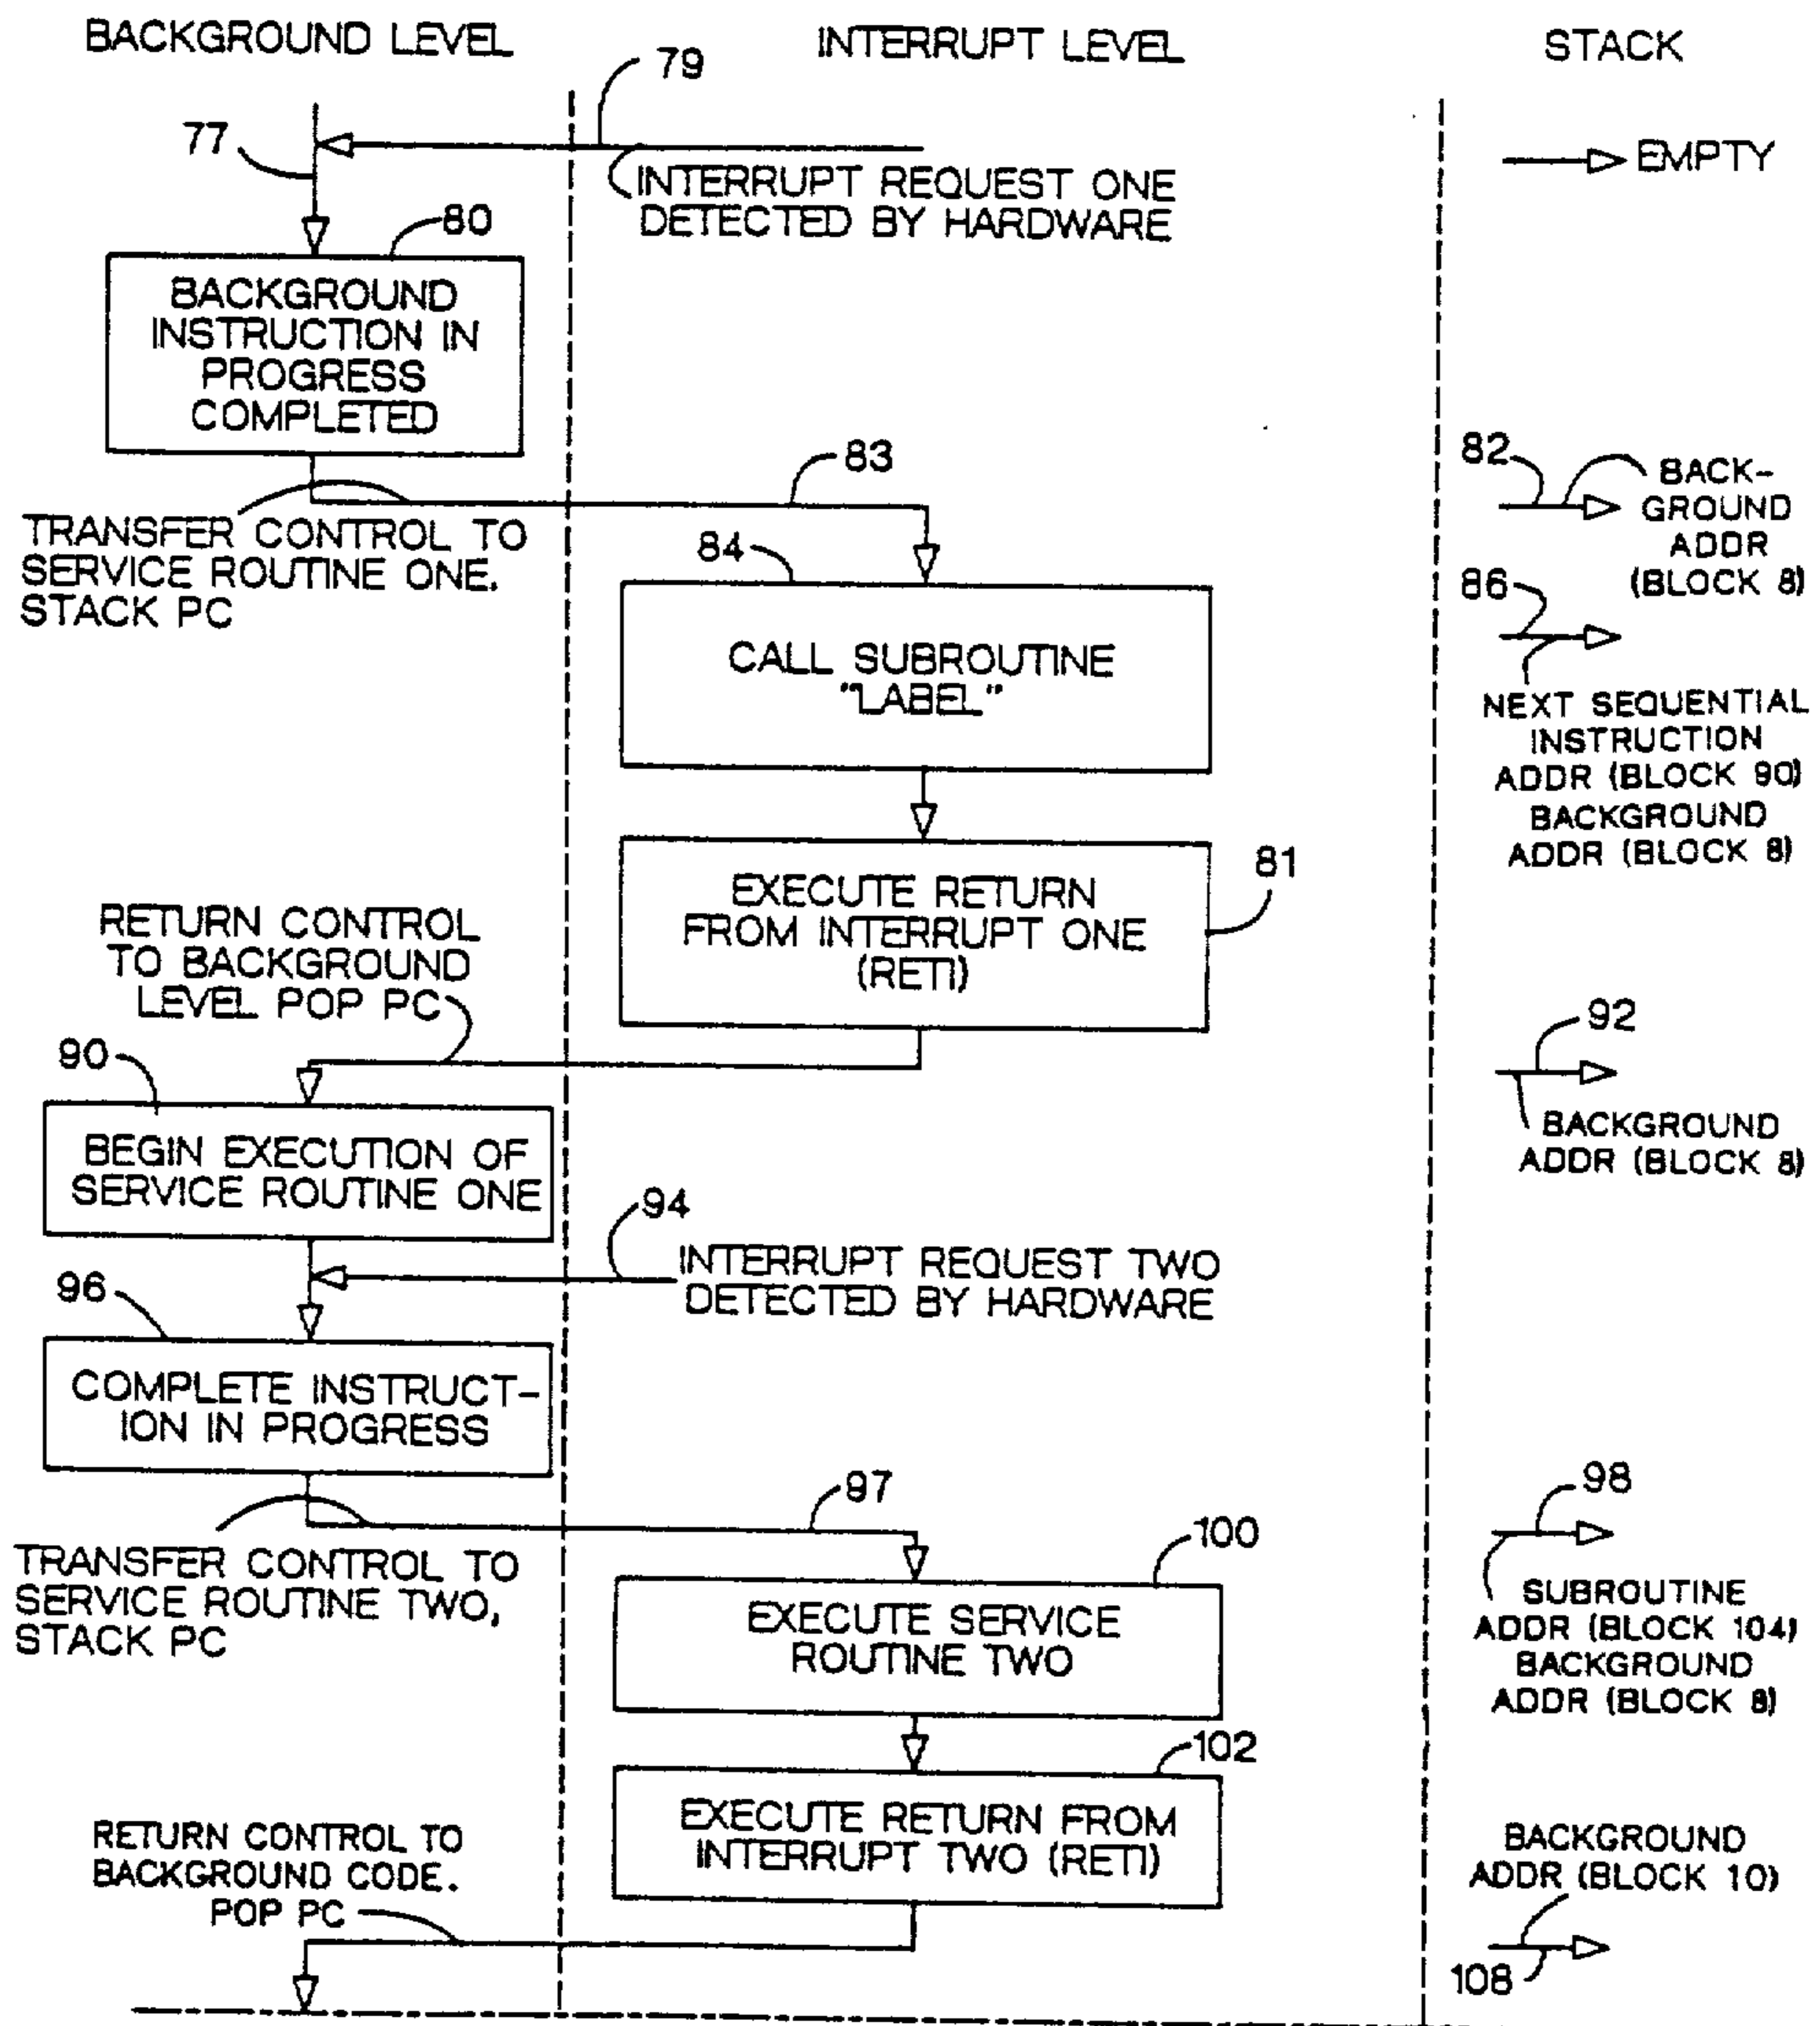 BACKGROUND LEVEL
INTERRUPT LEVEL
STACK
79
77
INTERRUPT REQUEST ONE
DETECTED BY HARDWARE
EMPTY
80
BACKGROUND
INSTRUCTION IN
PROGRESS
COMPLETED
83
TRANSFER CONTROL TO
SERVICE ROUTINE ONE.
STACK PC
82
BACK-
GROUND
ADDR
(BLOCK 8)
84
CALL SUBROUTINE
"LABEL"
86
NEXT SEQUENTIAL
INSTRUCTION
ADDR (BLOCK 90)
BACKGROUND
ADDR (BLOCK 8)
81
EXECUTE RETURN
FROM INTERRUPT ONE
(RETI)
RETURN CONTROL
TO BACKGROUND
LEVEL POP PC
92
BACKGROUND
ADDR (BLOCK 8)
90
BEGIN EXECUTION OF
SERVICE ROUTINE ONE
94
INTERRUPT REQUEST TWO
DETECTED BY HARDWARE
96
COMPLETE INSTRUCT-
ION IN PROGRESS
97
TRANSFER CONTROL TO
SERVICE ROUTINE TWO,
STACK PC
98
SUBROUTINE
ADDR (BLOCK 104)
BACKGROUND
ADDR (BLOCK 8)
100
EXECUTE SERVICE
ROUTINE TWO
102
EXECUTE RETURN FROM
INTERRUPT TWO (RETI)
RETURN CONTROL TO
BACKGROUND CODE.
POP PC
BACKGROUND
ADDR (BLOCK 10)
108